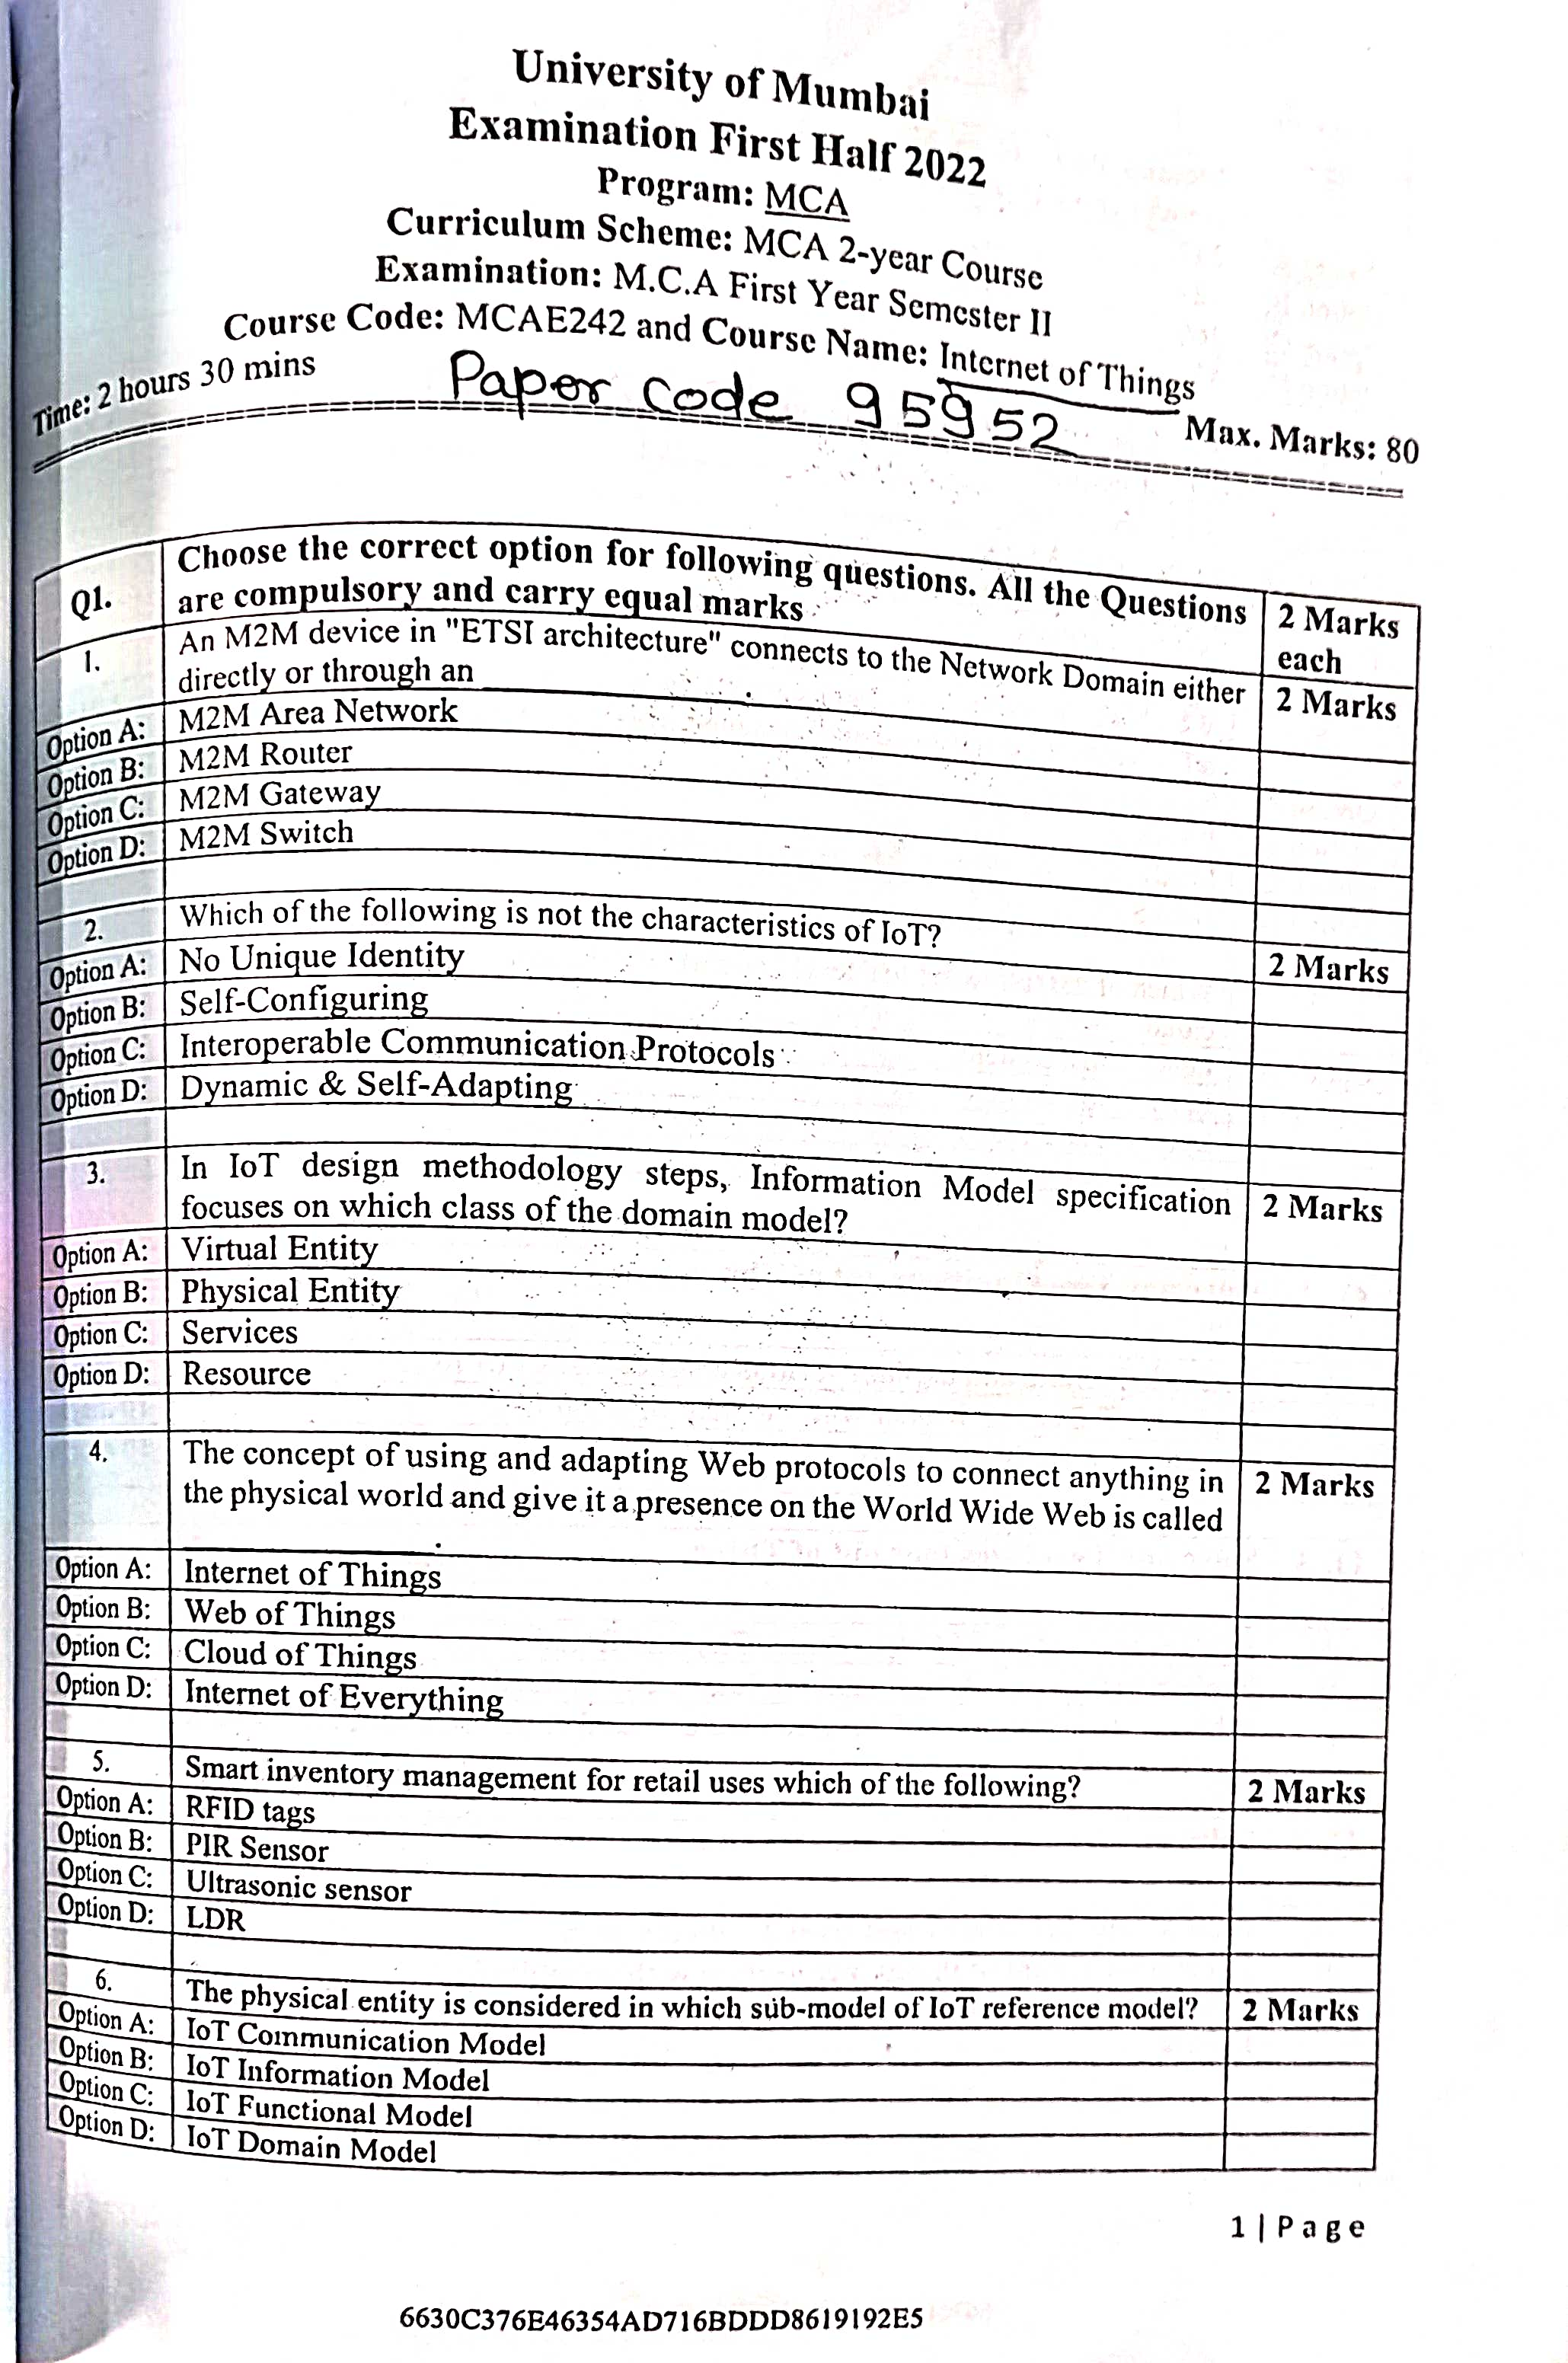 University of Mumbai
Examination First Half 2022
Program: MCA
Curriculum Scheme: MCA 2-year Course
Examination: M.C.A First Year Semester II
Course Code: MCAE242 and Course Name: Internet of Things
Time: 2 hours 30 mins
Paper Code 95952
Max. Marks: 80
Q1.
Choose the correct option for following questions. All the Questions
are compulsory and carry equal marks
2 Marks
each
1.
An M2M device in "ETSI architecture" connects to the Network Domain either
directly or through an ____________.
2 Marks
Option A: M2M Area Network
Option B: M2M Router
Option C: M2M Gateway
Option D: M2M Switch
2. Which of the following is not the characteristics of IoT? 2 Marks
Option A: No Unique Identity
Option B: Self-Configuring
Option C: Interoperable Communication Protocols
Option D: Dynamic & Self-Adapting
3. In IoT design methodology steps, Information Model specification 2 Marks
focuses on which class of the domain model?
Option A: Virtual Entity
Option B: Physical Entity
Option C: Services
Option D: Resource
4. The concept of using and adapting Web protocols to connect anything in 2 Marks
the physical world and give it a presence on the World Wide Web is called
____________.
Option A: Internet of Things
Option B: Web of Things
Option C: Cloud of Things
Option D: Internet of Everything
5. Smart inventory management for retail uses which of the following? 2 Marks
Option A: RFID tags
Option B: PIR Sensor
Option C: Ultrasonic sensor
Option D: LDR
6. The physical entity is considered in which sub-model of IoT reference model? 2 Marks
Option A: IoT Communication Model
Option B: IoT Information Model
Option C: IoT Functional Model
Option D: IoT Domain Model
1 | Page
6630C376E46354AD716BDDD8619192E5